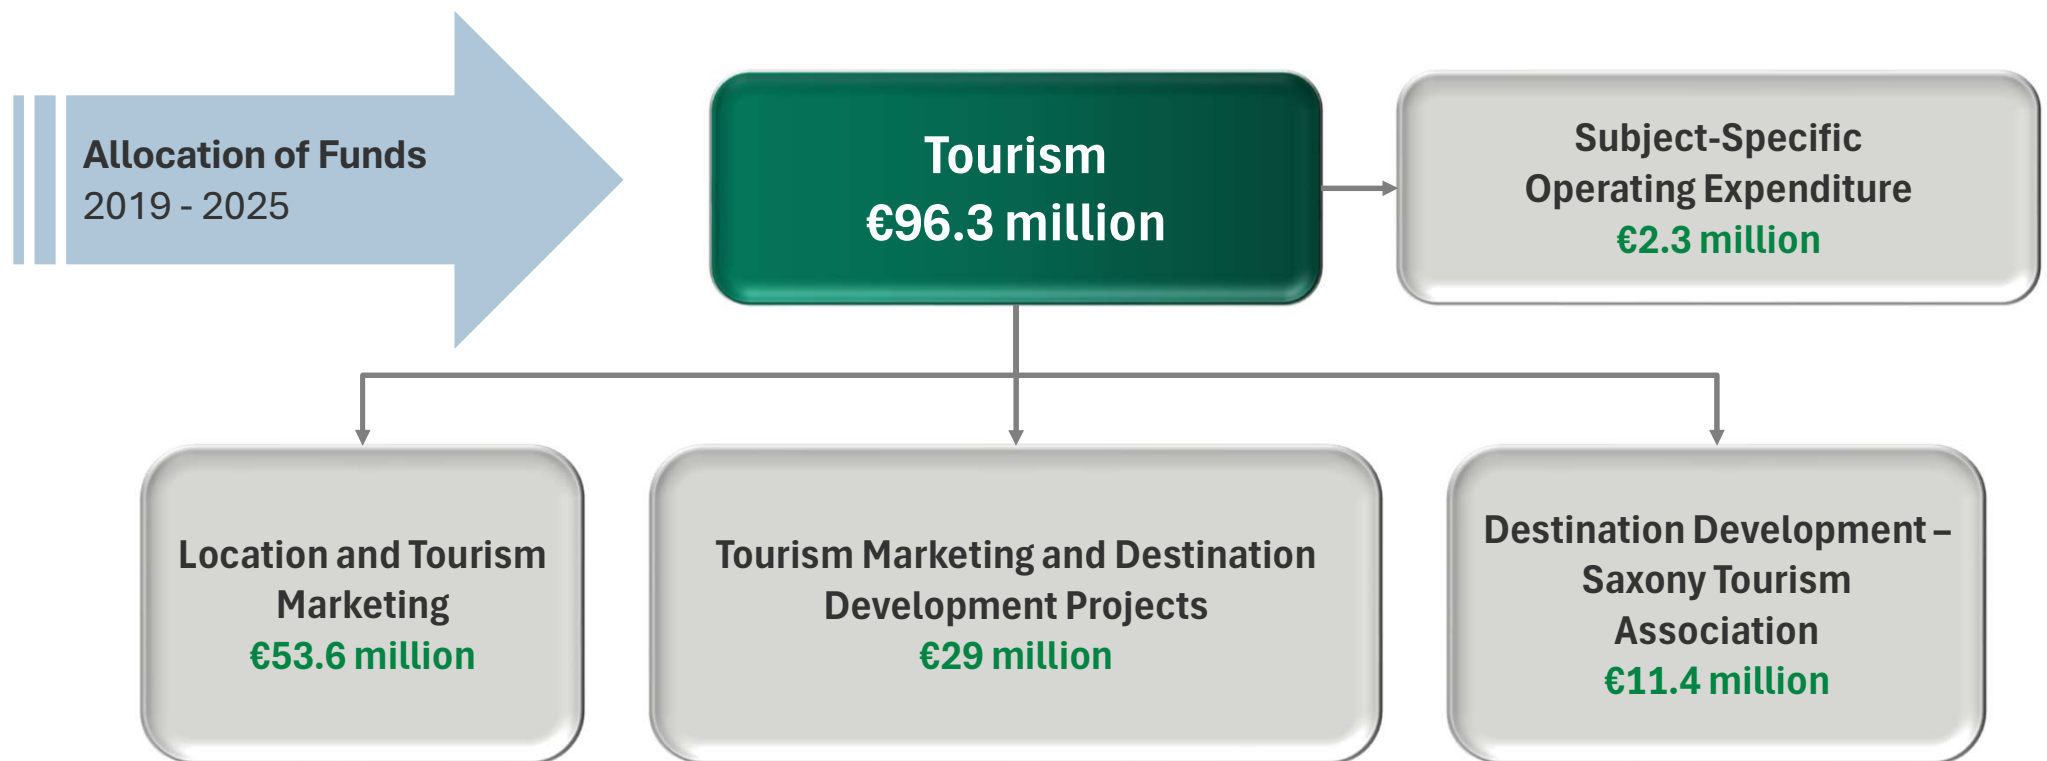 Allocation of Funds
2019 - 2025
Tourism
€96.3 million
Subject-Specific
Operating Expenditure
€2.3 million
Location and Tourism
Marketing
€53.6 million
Tourism Marketing and Destination
Development Projects
€29 million
Destination Development –
Saxony Tourism
Association
€11.4 million